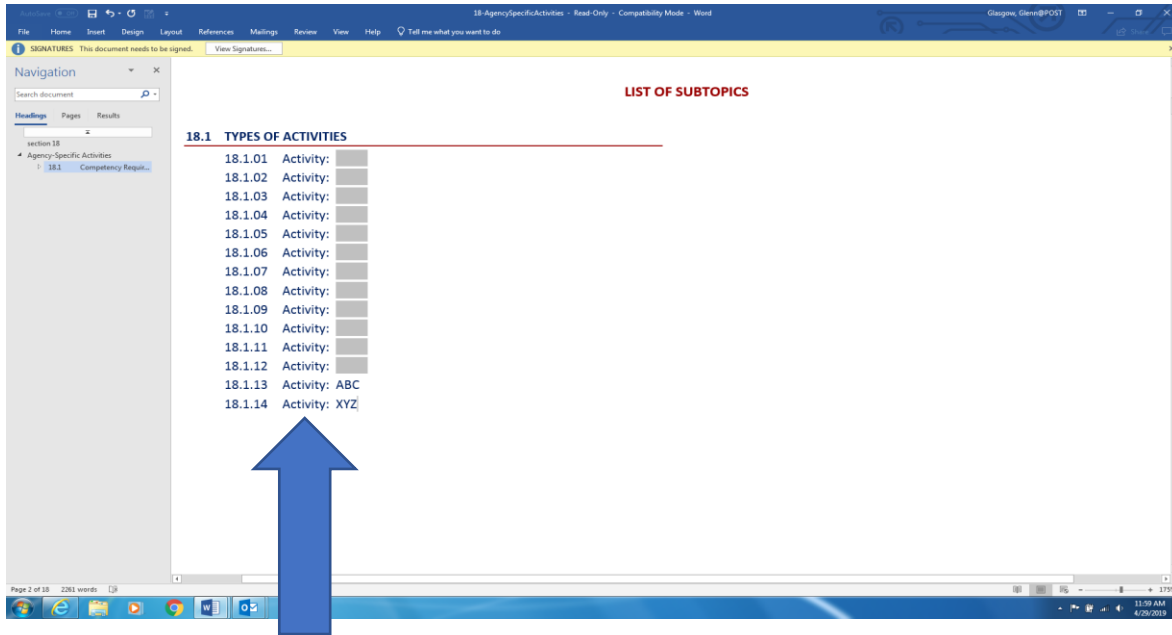 AutoSave
18-AgencySpecificActivities - Read-Only - Compatibility Mode - Word
Glasgow, Glenn@POST
File Home Insert Design Layout References Mailings Review View Help Tell me what you want to do
Share
SIGNATURES This document needs to be signed. View Signatures...
Navigation
Search document
Headings Pages Results
section 18
Agency-Specific Activities
18.1 Competency Requir...
LIST OF SUBTOPICS
18.1 TYPES OF ACTIVITIES
18.1.01 Activity:
18.1.02 Activity:
18.1.03 Activity:
18.1.04 Activity:
18.1.05 Activity:
18.1.06 Activity:
18.1.07 Activity:
18.1.08 Activity:
18.1.09 Activity:
18.1.10 Activity:
18.1.11 Activity:
18.1.12 Activity:
18.1.13 Activity: ABC
18.1.14 Activity: XYZ
Page 2 of 18 2261 words
11:59 AM
4/29/2019